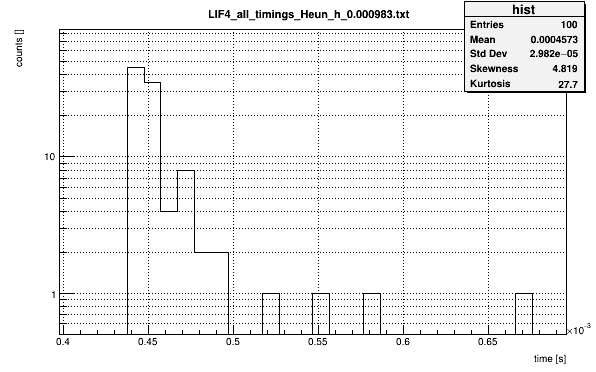 LIF4_all_timings_Heun_h_0.000983.txt
hist
Entries 100
Mean 0.0004573
Std Dev 2.982e−05
Skewness 4.819
Kurtosis 27.7
counts []
10
1
0.4 0.45 0.5 0.55 0.6 0.65
×10⁻³
time [s]